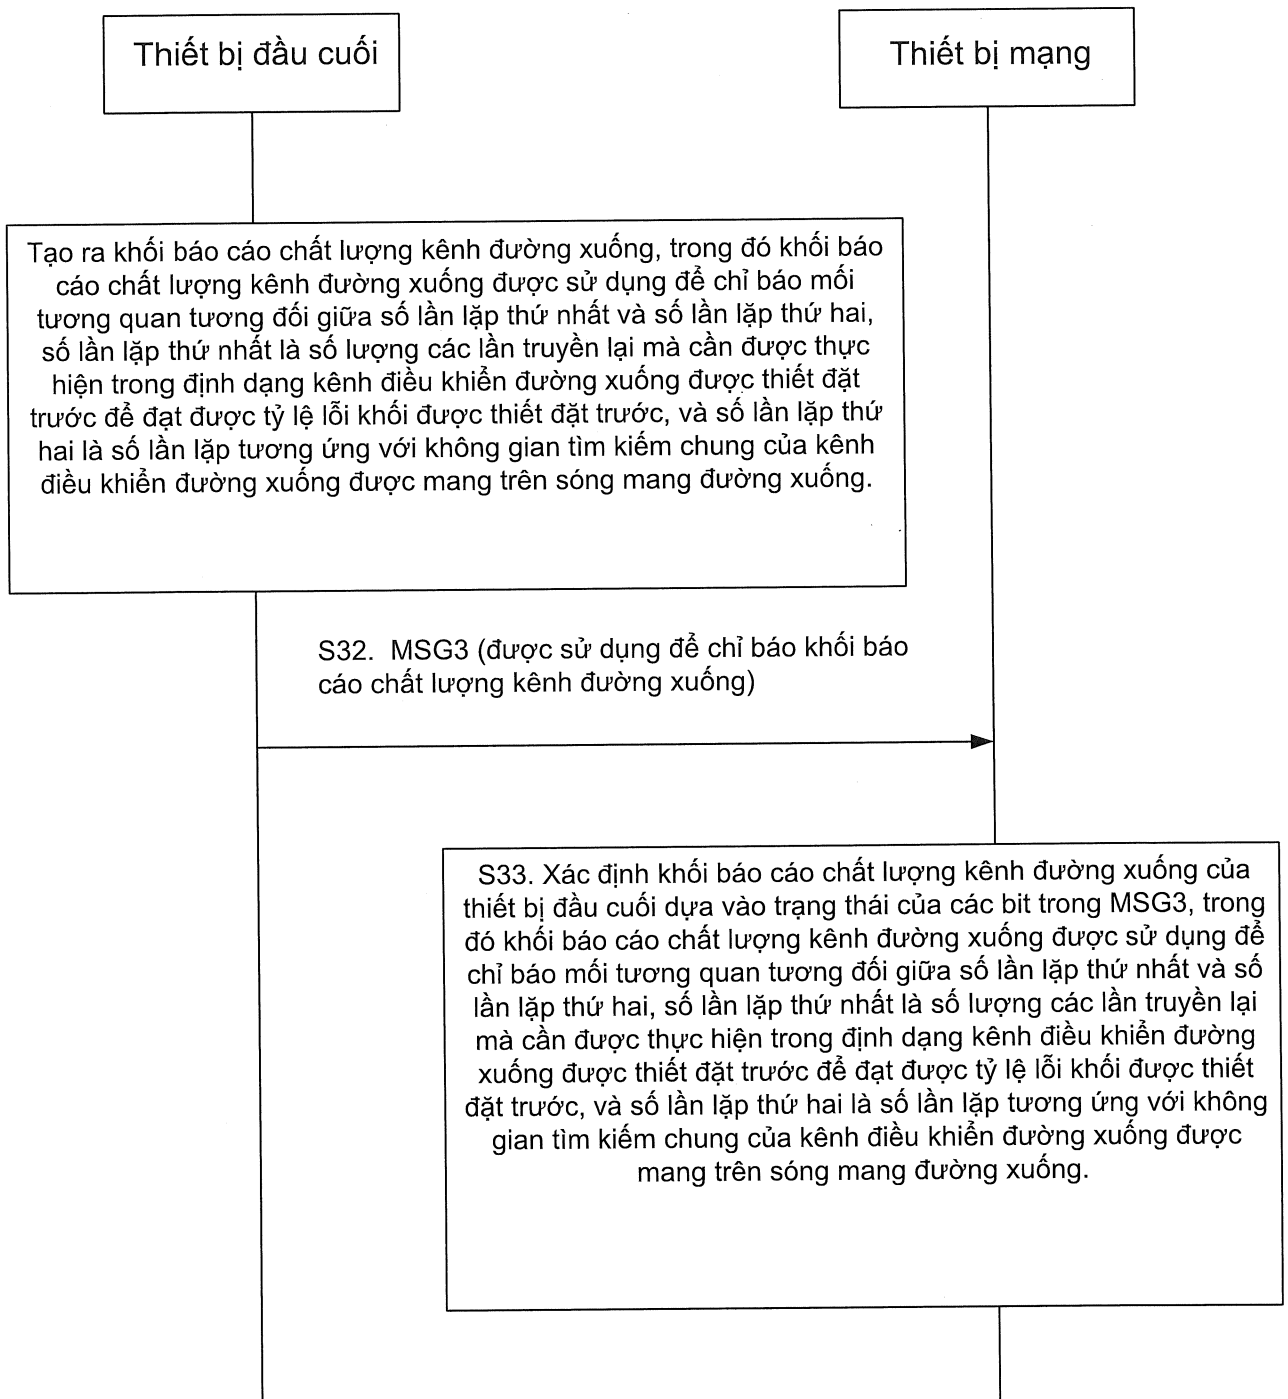 Thiết bị đầu cuối
Thiết bị mạng
Tạo ra khối báo cáo chất lượng kênh đường xuống, trong đó khối báo
cáo chất lượng kênh đường xuống được sử dụng để chỉ báo mối
tương quan tương đối giữa số lần lặp thứ nhất và số lần lặp thứ hai,
số lần lặp thứ nhất là số lượng các lần truyền lại mà cần được thực
hiện trong định dạng kênh điều khiển đường xuống được thiết đặt
trước để đạt được tỷ lệ lỗi khối được thiết đặt trước, và số lần lặp thứ
hai là số lần lặp tương ứng với không gian tìm kiếm chung của kênh
điều khiển đường xuống được mang trên sóng mang đường xuống.
S32. MSG3 (được sử dụng để chỉ báo khối báo
cáo chất lượng kênh đường xuống)
S33. Xác định khối báo cáo chất lượng kênh đường xuống của
thiết bị đầu cuối dựa vào trạng thái của các bit trong MSG3, trong
đó khối báo cáo chất lượng kênh đường xuống được sử dụng để
chỉ báo mối tương quan tương đối giữa số lần lặp thứ nhất và số
lần lặp thứ hai, số lần lặp thứ nhất là số lượng các lần truyền lại
mà cần được thực hiện trong định dạng kênh điều khiển đường
xuống được thiết đặt trước để đạt được tỷ lệ lỗi khối được thiết
đặt trước, và số lần lặp thứ hai là số lần lặp tương ứng với không
gian tìm kiếm chung của kênh điều khiển đường xuống được
mang trên sóng mang đường xuống.